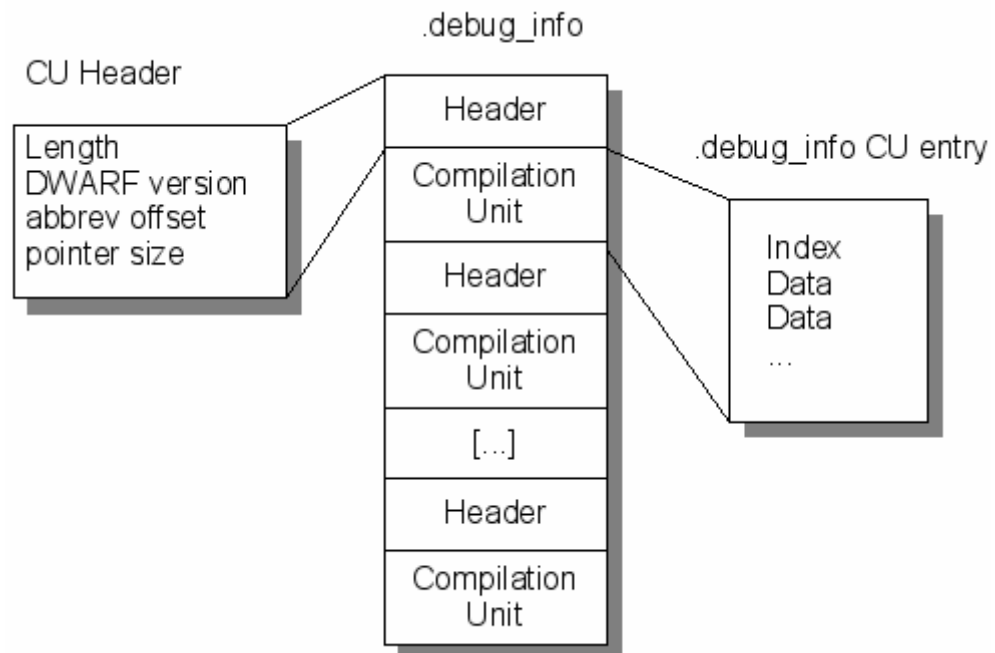 .debug_info
CU Header
Length
DWARF version
abbrev offset
pointer size
Header
Compilation
Unit
Header
Compilation
Unit
[...]
Header
Compilation
Unit
.debug_info CU entry
Index
Data
Data
...